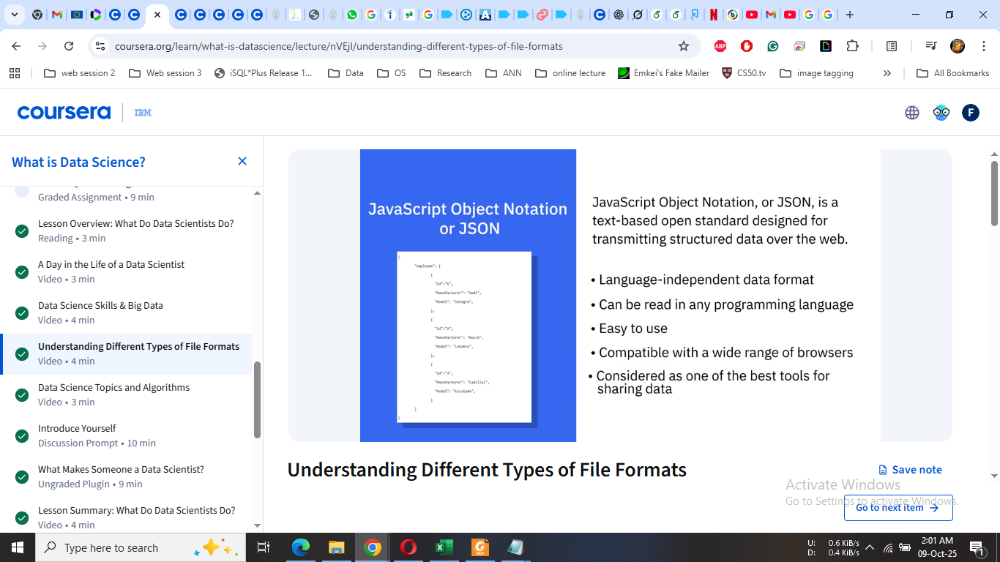 coursera.org/learn/what-is-datascience/lecture/nVEjI/understanding-different-types-of-file-formats
web session 2
Web session 3
iSQL*Plus Release 1...
Data
OS
Research
ANN
online lecture
Emkei's Fake Mailer
CS50.tv
image tagging
All Bookmarks
coursera
IBM
F
What is Data Science?
Graded Assignment • 9 min
Lesson Overview: What Do Data Scientists Do?
Reading • 3 min
A Day in the Life of a Data Scientist
Video • 3 min
Data Science Skills & Big Data
Video • 4 min
Understanding Different Types of File Formats
Video • 4 min
Data Science Topics and Algorithms
Video • 3 min
Introduce Yourself
Discussion Prompt • 10 min
What Makes Someone a Data Scientist?
Ungraded Plugin • 9 min
Lesson Summary: What Do Data Scientists Do?
Video • 4 min
JavaScript Object Notation
or JSON
{
"Employee": [
{
"Id":"1",
"Manufacturer": "Audi",
"Model": "Integra",
},
{
"Id":"2",
"Manufacturer": "Buick",
"Model": "LeSabre",
},
{
"Id":"3",
"Manufacturer": "Cadillac",
"Model": "Escalade",
}
]
}
JavaScript Object Notation, or JSON, is a
text-based open standard designed for
transmitting structured data over the web.
• Language-independent data format
• Can be read in any programming language
• Easy to use
• Compatible with a wide range of browsers
• Considered as one of the best tools for
sharing data
Understanding Different Types of File Formats
Save note
Activate Windows
Go to Settings to activate Windows.
Go to next item
Type here to search
U: 0.6 KiB/s
D: 0.4 KiB/s
2:01 AM
09-Oct-25
1